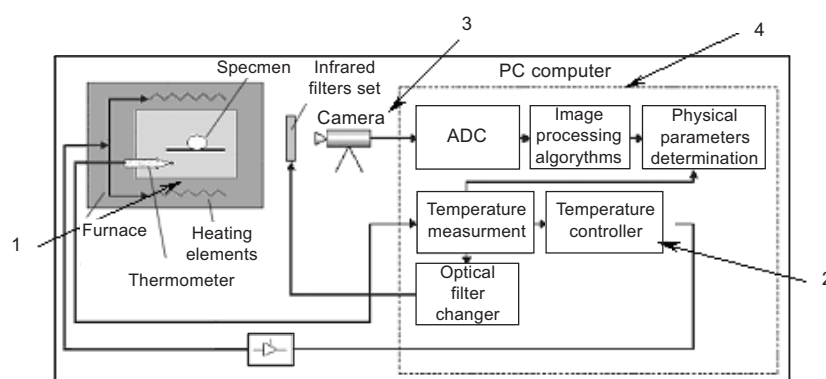 3
4
Specmen
Infrared
filters set
PC computer
Camera
ADC
Image
processing
algorythms
Physical
parameters
determination
1
Furnace
Heating
elements
Thermometer
Temperature
measurment
Temperature
controller
2
Optical
filter
changer